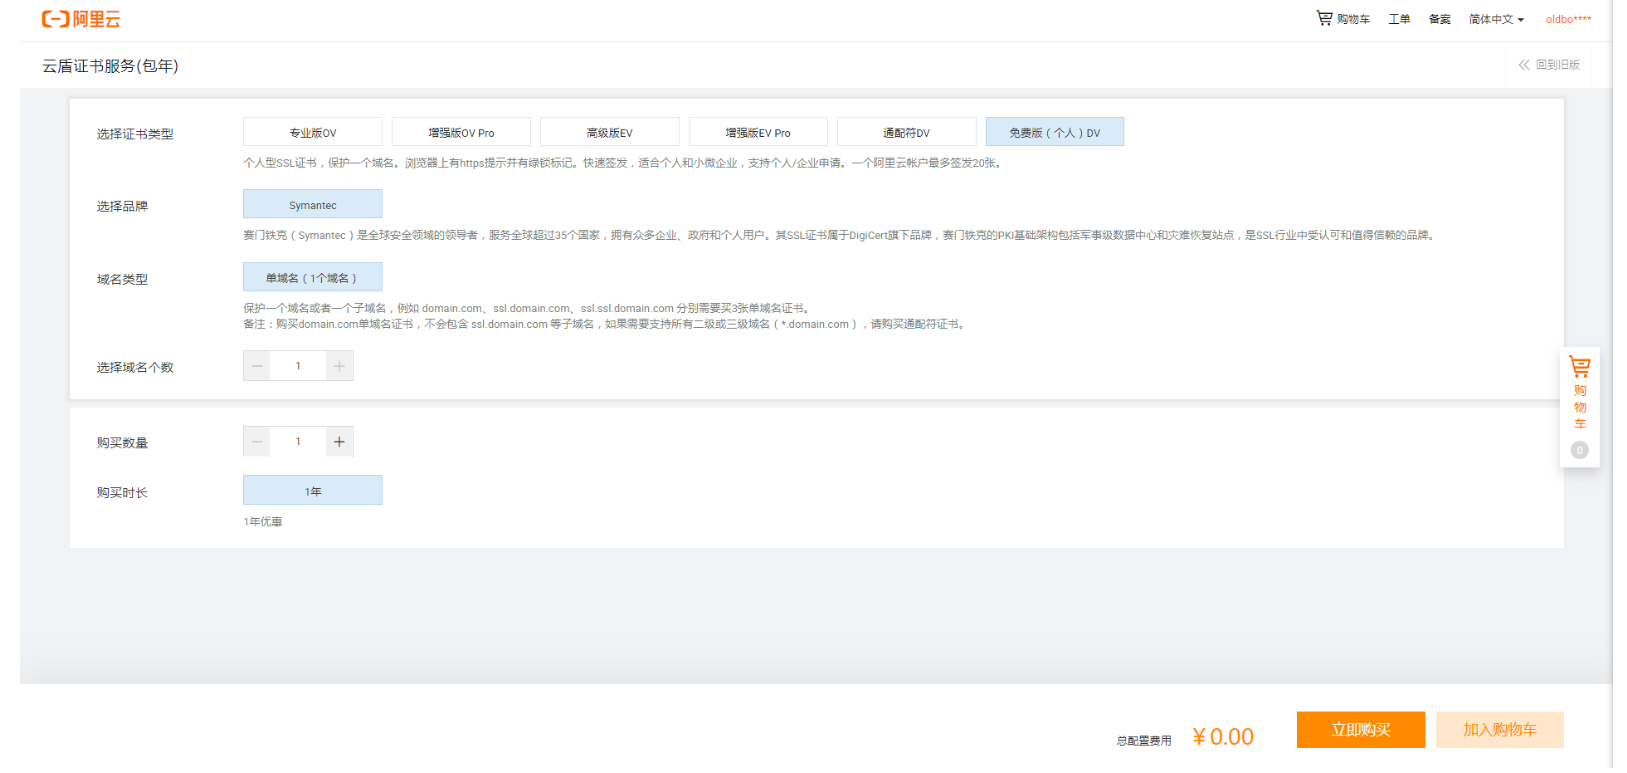 阿里云
购物车 工单 备案 简体中文 oldbo****
云盾证书服务(包年)
回到旧版
选择证书类型 专业版OV 增强版OV Pro 高级版EV 增强版EV Pro 通配符DV 免费版(个人)DV
个人型SSL证书,保护一个域名。浏览器上有https提示并有绿锁标记。快速签发,适合个人和小微企业,支持个人/企业申请。一个阿里云帐户最多签发20张。
选择品牌 Symantec
赛门铁克(Symantec)是全球安全领域的领导者,服务全球超过35个国家,拥有众多企业、政府和个人用户。其SSL证书属于DigiCert旗下品牌,赛门铁克的PKI基础架构包括军事级数据中心和灾难恢复站点,是SSL行业中受认可和值得信赖的品牌。
域名类型 单域名(1个域名)
保护一个域名或者一个子域名,例如 domain.com、ssl.domain.com、ssl.ssl.domain.com 分别需要买3张单域名证书。
备注:购买domain.com单域名证书,不会包含 ssl.domain.com 等子域名,如果需要支持所有二级或三级域名(*.domain.com),请购买通配符证书。
选择域名个数 − 1 +
购物车
0
购买数量 − 1 +
购买时长 1年
1年优惠
总配置费用 ¥0.00 立即购买 加入购物车